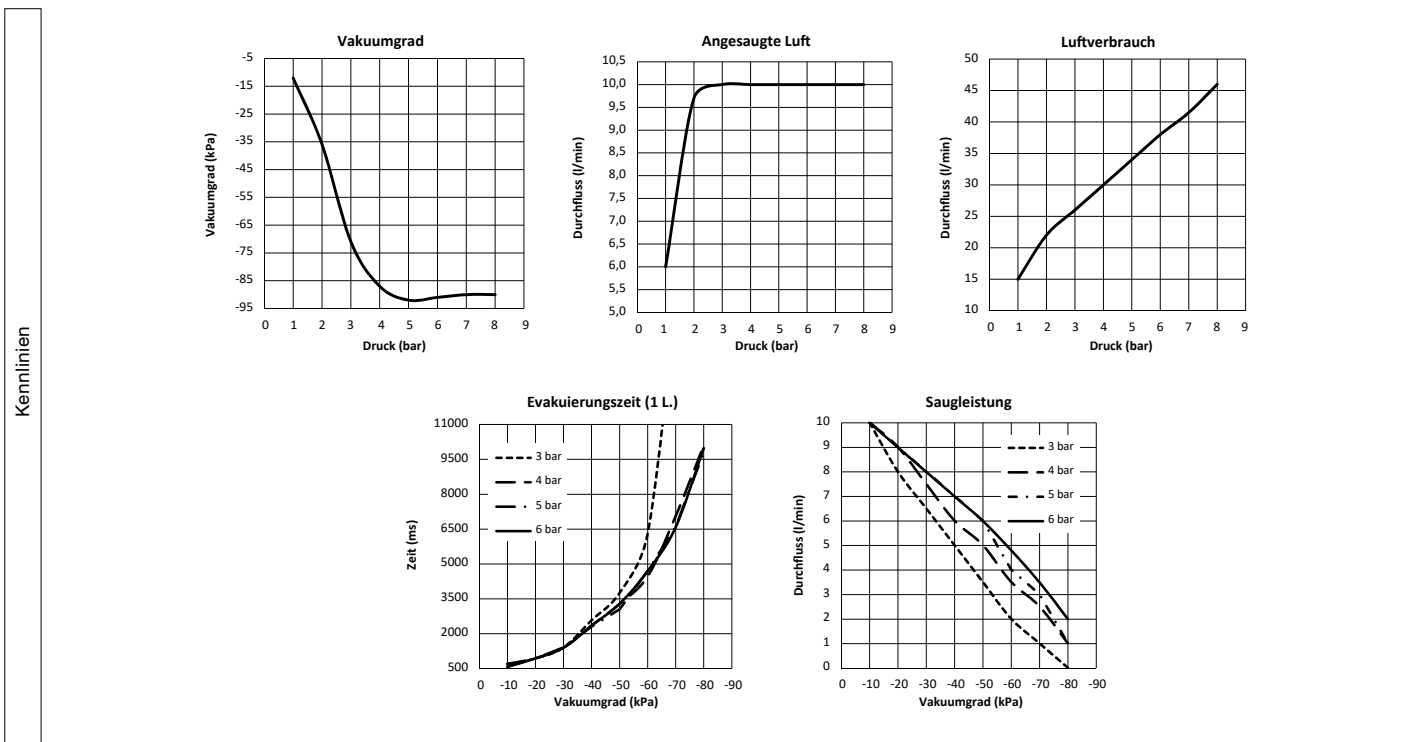 Kennlinien
Vakuumgrad
-5
-15
-25
-35
-45
-55
-65
-75
-85
-95
Vakuumgrad (kPa)
0 1 2 3 4 5 6 7 8 9
Druck (bar)
Angesaugte Luft
10,5
10,0
9,5
9,0
8,5
8,0
7,5
7,0
6,5
6,0
5,5
5,0
Durchfluss (l/min)
0 1 2 3 4 5 6 7 8 9
Druck (bar)
Luftverbrauch
50
45
40
35
30
25
20
15
10
Durchfluss (l/min)
0 1 2 3 4 5 6 7 8 9
Druck (bar)
Evakuierungszeit (1 L.)
11000
9500
8000
6500
5000
3500
2000
500
Zeit (ms)
3 bar
4 bar
5 bar
6 bar
0 -10 -20 -30 -40 -50 -60 -70 -80 -90
Vakuumgrad (kPa)
Saugleistung
10
9
8
7
6
5
4
3
2
1
0
Durchfluss (l/min)
3 bar
4 bar
5 bar
6 bar
0 -10 -20 -30 -40 -50 -60 -70 -80 -90
Vakuumgrad (kPa)